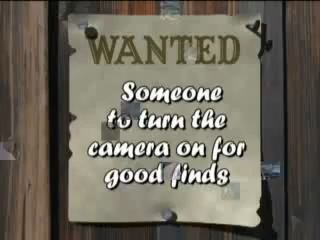 WANTED
Someone
to turn the
camera on for
good finds